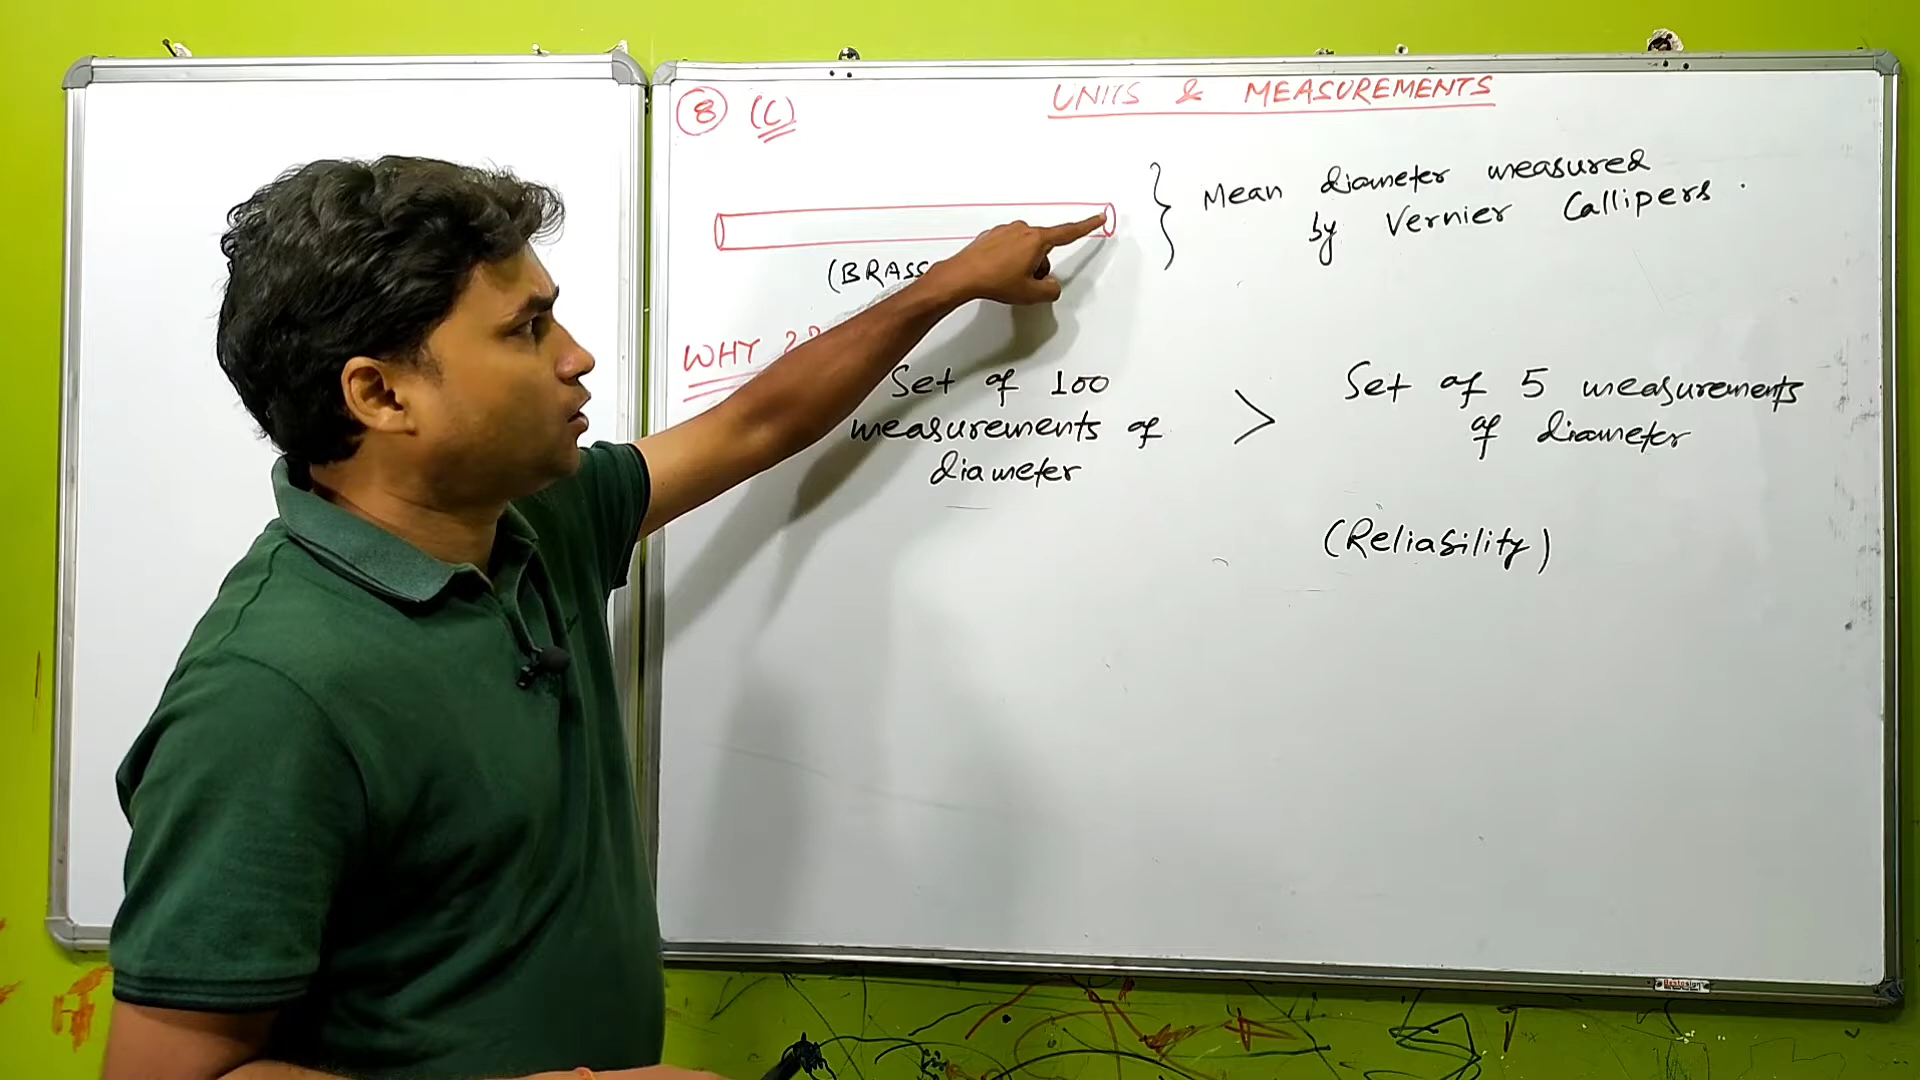 8 (C)
UNITS & MEASUREMENTS
Mean diameter measured
by Vernier Callipers.
(BRASS
WHY ??
Set of 100
measurements of
diameter
>
Set of 5 measurements
of diameter
(Reliability)